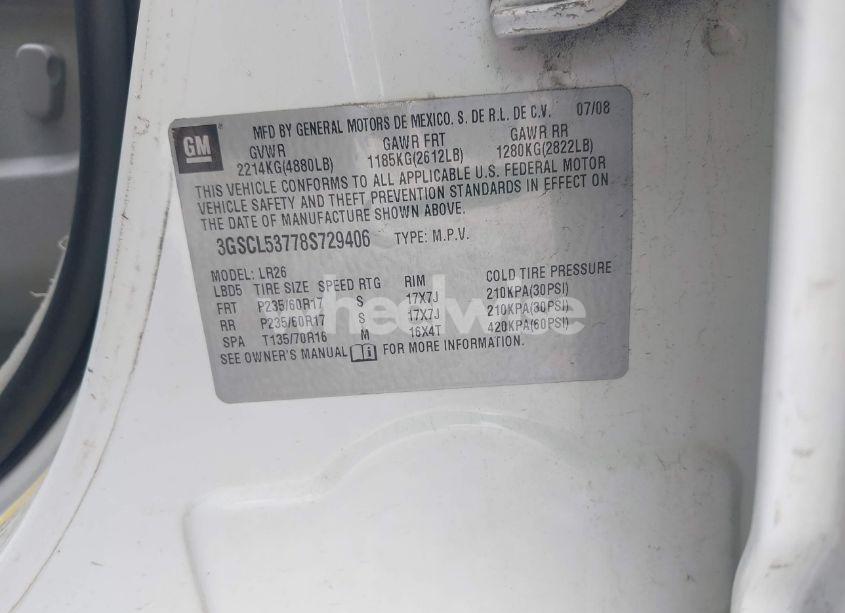 GM
MFD BY GENERAL MOTORS DE MEXICO. S. DE R.L. DE C.V. 07/08
GVWR GAWR FRT GAWR RR
2214KG(4880LB) 1185KG(2612LB) 1280KG(2822LB)
THIS VEHICLE CONFORMS TO ALL APPLICABLE U.S. FEDERAL MOTOR
VEHICLE SAFETY AND THEFT PREVENTION STANDARDS IN EFFECT ON
THE DATE OF MANUFACTURE SHOWN ABOVE.
3GSCL53778S729406 TYPE: M.P.V.
MODEL: LR26
LBD5 TIRE SIZE SPEED RTG RIM COLD TIRE PRESSURE
FRT P235/60R17 S 17X7J 210KPA(30PSI)
RR P235/60R17 S 17X7J 210KPA(30PSI)
SPA T135/70R16 M 16X4T 420KPA(60PSI)
SEE OWNER'S MANUAL i FOR MORE INFORMATION.
wheelwise